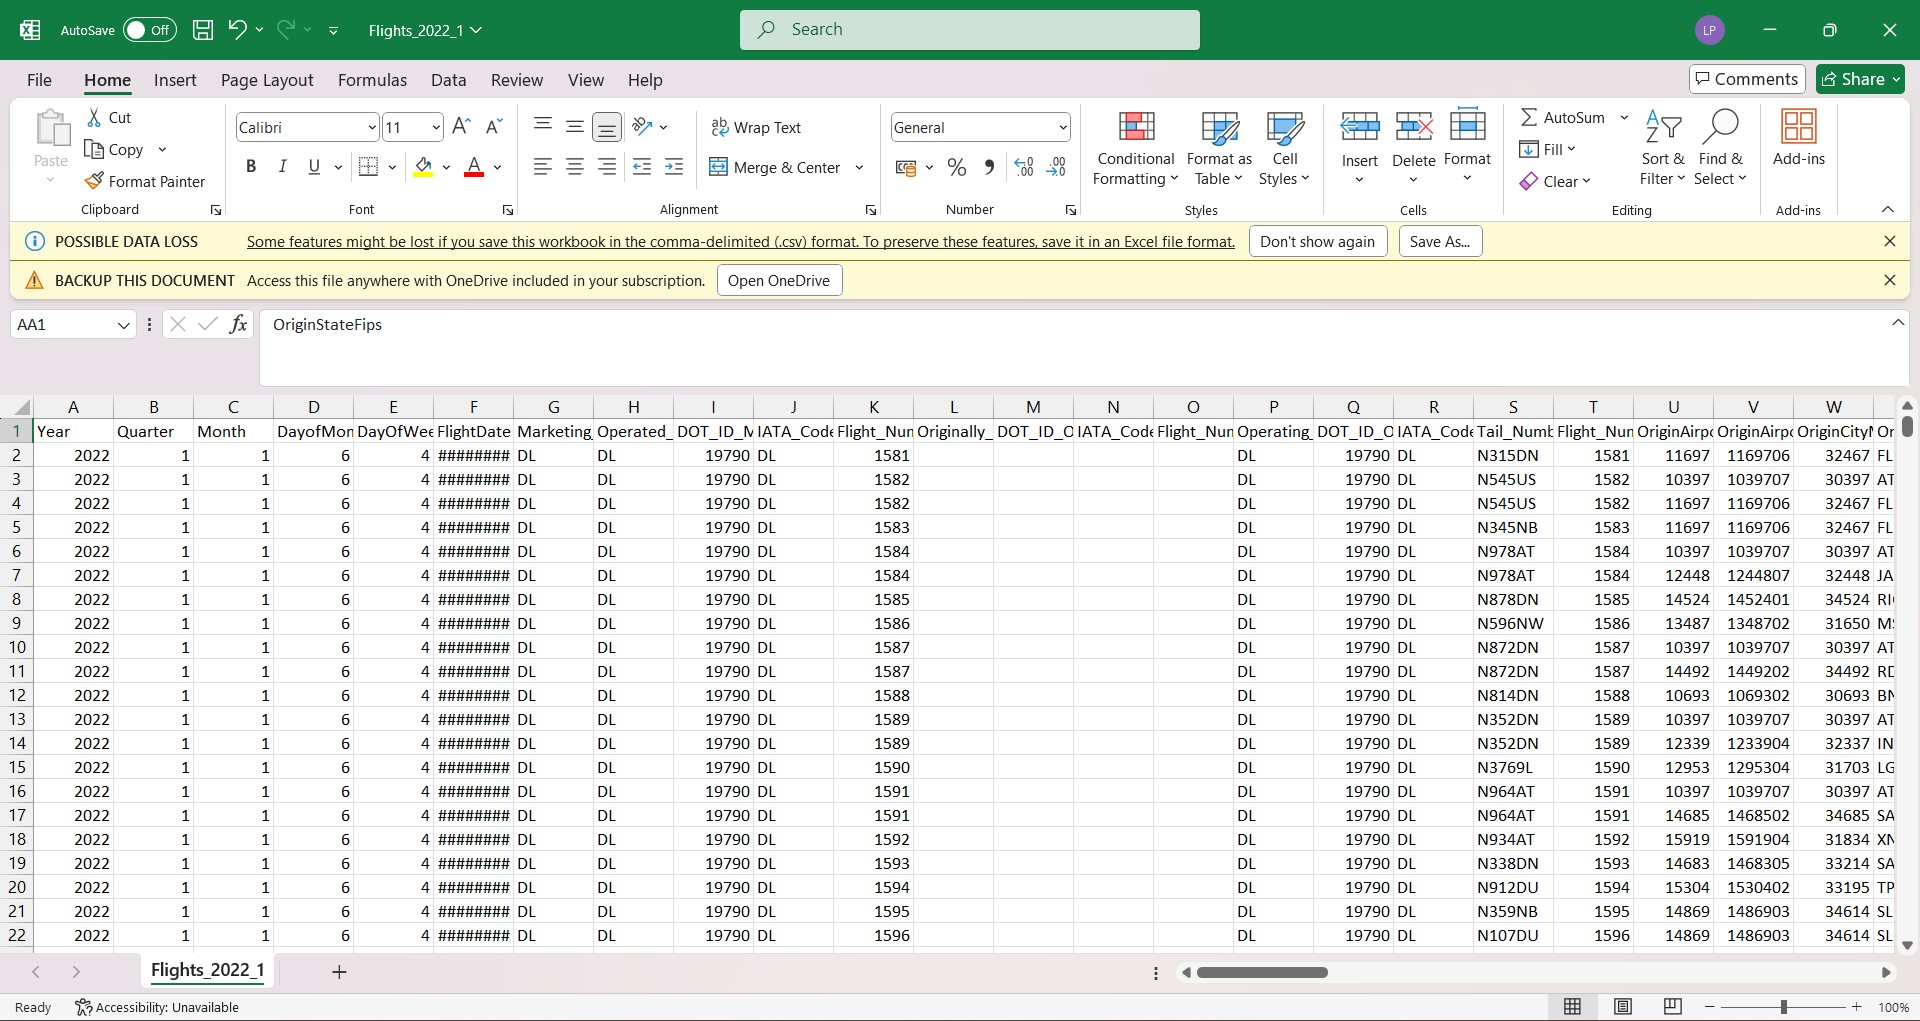 AutoSave Off Flights_2022_1 Search LP
File Home Insert Page Layout Formulas Data Review View Help Comments Share
Paste Cut Copy Format Painter Clipboard
Calibri 11 B I U A Font
Wrap Text Merge & Center Alignment
General % Number
Conditional Formatting Format as Table Cell Styles Styles
Insert Delete Format Cells
AutoSum Fill Clear Sort & Filter Find & Select Editing
Add-ins Add-ins
POSSIBLE DATA LOSS Some features might be lost if you save this workbook in the comma-delimited (.csv) format. To preserve these features, save it in an Excel file format. Don't show again Save As...
BACKUP THIS DOCUMENT Access this file anywhere with OneDrive included in your subscription. Open OneDrive
AA1 fx OriginStateFips
A B C D E F G H I J K L M N O P Q R S T U V W
1 Year Quarter Month DayofMon DayOfWee FlightDate Marketing_ Operated_ DOT_ID_M IATA_Code Flight_Num Originally_ DOT_ID_O IATA_Code Flight_Num Operating_ DOT_ID_O IATA_Code Tail_Numb Flight_Num OriginAirpo OriginAirpo OriginCityM Or
2 2022 1 1 6 4 ######## DL DL 19790 DL 1581 DL 19790 DL N315DN 1581 11697 1169706 32467 FL
3 2022 1 1 6 4 ######## DL DL 19790 DL 1582 DL 19790 DL N545US 1582 10397 1039707 30397 AT
4 2022 1 1 6 4 ######## DL DL 19790 DL 1582 DL 19790 DL N545US 1582 11697 1169706 32467 FL
5 2022 1 1 6 4 ######## DL DL 19790 DL 1583 DL 19790 DL N345NB 1583 11697 1169706 32467 FL
6 2022 1 1 6 4 ######## DL DL 19790 DL 1584 DL 19790 DL N978AT 1584 10397 1039707 30397 AT
7 2022 1 1 6 4 ######## DL DL 19790 DL 1584 DL 19790 DL N978AT 1584 12448 1244807 32448 JA
8 2022 1 1 6 4 ######## DL DL 19790 DL 1585 DL 19790 DL N878DN 1585 14524 1452401 34524 RI
9 2022 1 1 6 4 ######## DL DL 19790 DL 1586 DL 19790 DL N596NW 1586 13487 1348702 31650 M
10 2022 1 1 6 4 ######## DL DL 19790 DL 1587 DL 19790 DL N872DN 1587 10397 1039707 30397 AT
11 2022 1 1 6 4 ######## DL DL 19790 DL 1587 DL 19790 DL N872DN 1587 14492 1449202 34492 RD
12 2022 1 1 6 4 ######## DL DL 19790 DL 1588 DL 19790 DL N814DN 1588 10693 1069302 30693 BN
13 2022 1 1 6 4 ######## DL DL 19790 DL 1589 DL 19790 DL N352DN 1589 10397 1039707 30397 AT
14 2022 1 1 6 4 ######## DL DL 19790 DL 1589 DL 19790 DL N352DN 1589 12339 1233904 32337 IN
15 2022 1 1 6 4 ######## DL DL 19790 DL 1590 DL 19790 DL N3769L 1590 12953 1295304 31703 LG
16 2022 1 1 6 4 ######## DL DL 19790 DL 1591 DL 19790 DL N964AT 1591 10397 1039707 30397 AT
17 2022 1 1 6 4 ######## DL DL 19790 DL 1591 DL 19790 DL N964AT 1591 14685 1468502 34685 SA
18 2022 1 1 6 4 ######## DL DL 19790 DL 1592 DL 19790 DL N934AT 1592 15919 1591904 31834 XN
19 2022 1 1 6 4 ######## DL DL 19790 DL 1593 DL 19790 DL N338DN 1593 14683 1468305 33214 SA
20 2022 1 1 6 4 ######## DL DL 19790 DL 1594 DL 19790 DL N912DU 1594 15304 1530402 33195 TP
21 2022 1 1 6 4 ######## DL DL 19790 DL 1595 DL 19790 DL N359NB 1595 14869 1486903 34614 SL
22 2022 1 1 6 4 ######## DL DL 19790 DL 1596 DL 19790 DL N107DU 1596 14869 1486903 34614 SL
Flights_2022_1
Ready Accessibility: Unavailable 100%